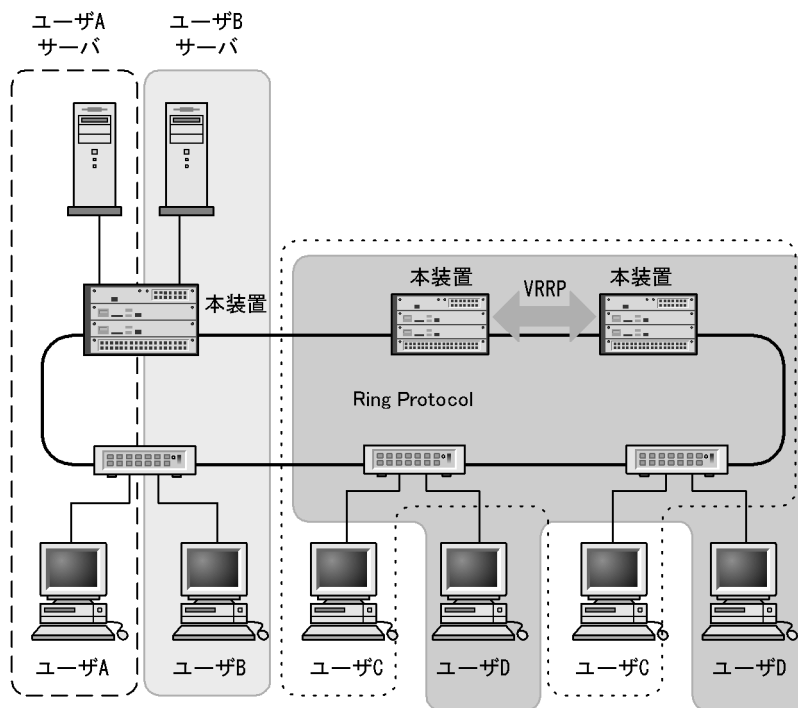 ユーザA
サーバ
ユーザB
サーバ
本装置
本装置
VRRP
本装置
Ring Protocol
ユーザA
ユーザB
ユーザC
ユーザD
ユーザC
ユーザD